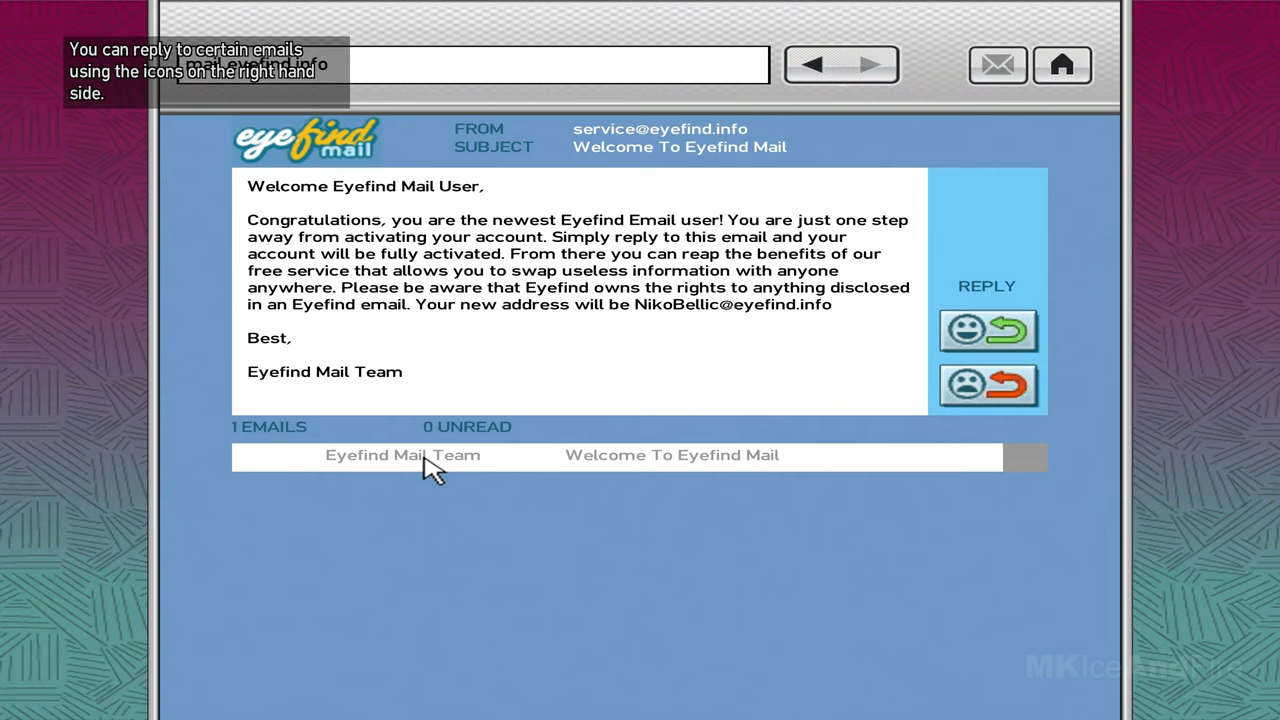 You can reply to certain emails
using the icons on the right hand
side.
mail.eyefind.info
eyefind
mail
FROM service@eyefind.info
SUBJECT Welcome To Eyefind Mail
Welcome Eyefind Mail User,
Congratulations, you are the newest Eyefind Email user! You are just one step
away from activating your account. Simply reply to this email and your
account will be fully activated. From there you can reap the benefits of our
free service that allows you to swap useless information with anyone
anywhere. Please be aware that Eyefind owns the rights to anything disclosed
in an Eyefind email. Your new address will be NikoBellic@eyefind.info
Best,
Eyefind Mail Team
REPLY
1 EMAILS 0 UNREAD
Eyefind Mail Team Welcome To Eyefind Mail
MKIceAndFire